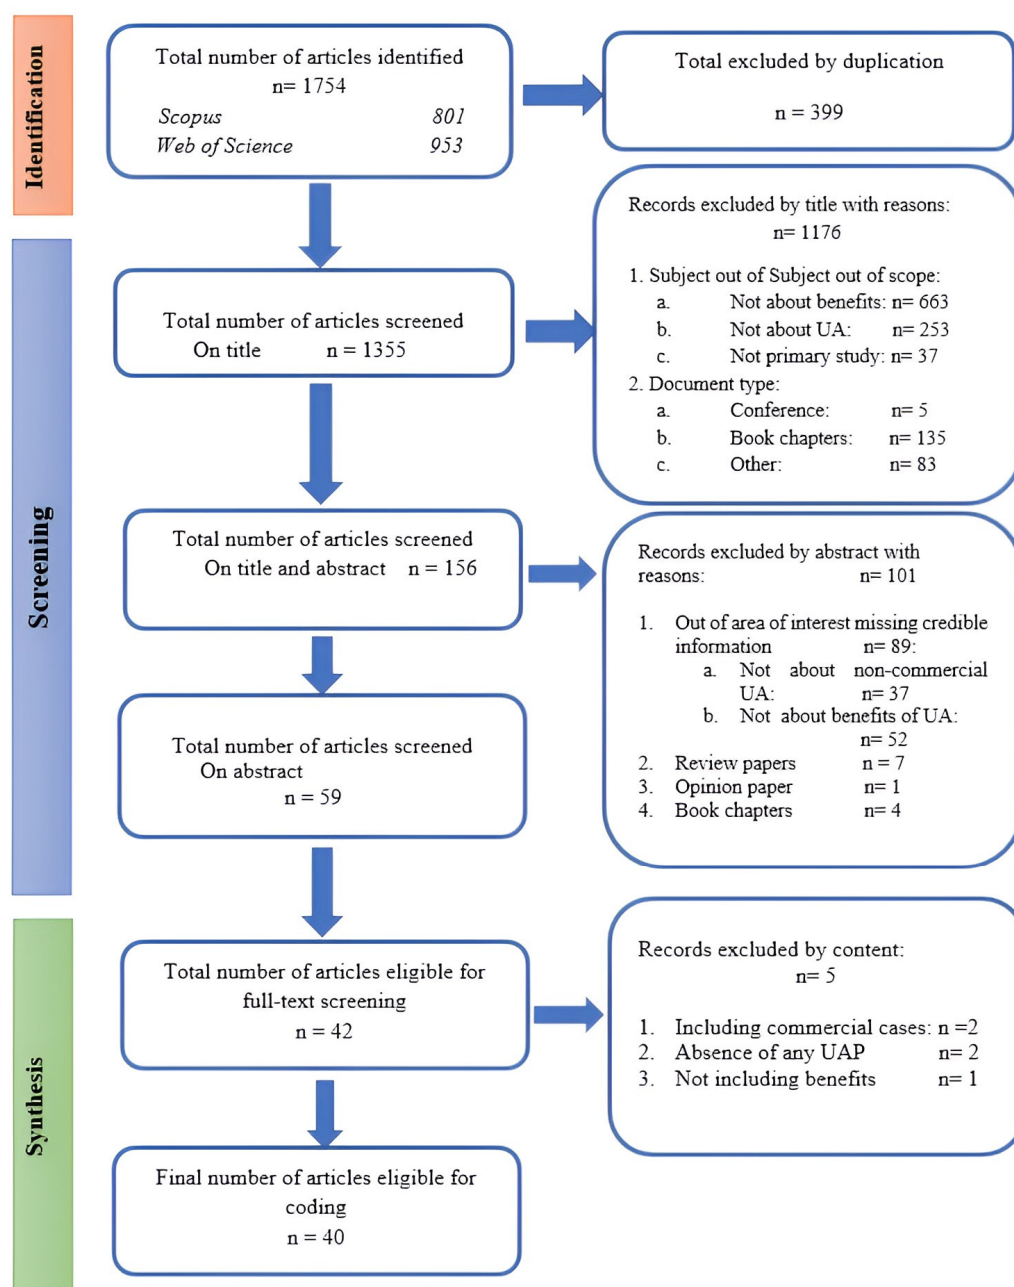 Identification
Total number of articles identified
n= 1754
Scopus 801
Web of Science 953
Total excluded by duplication
n = 399
Screening
Total number of articles screened
On title n = 1355
Records excluded by title with reasons:
n= 1176
1. Subject out of Subject out of scope:
a. Not about benefits: n= 663
b. Not about UA: n= 253
c. Not primary study: n= 37
2. Document type:
a. Conference: n= 5
b. Book chapters: n= 135
c. Other: n= 83
Total number of articles screened
On title and abstract n = 156
Records excluded by abstract with
reasons: n= 101
1. Out of area of interest missing credible
information n= 89:
a. Not about non-commercial
UA: n= 37
b. Not about benefits of UA:
n= 52
2. Review papers n = 7
3. Opinion paper n= 1
4. Book chapters n= 4
Total number of articles screened
On abstract
n = 59
Synthesis
Total number of articles eligible for
full-text screening
n = 42
Records excluded by content:
n= 5
1. Including commercial cases: n =2
2. Absence of any UAP n= 2
3. Not including benefits n= 1
Final number of articles eligible for
coding
n = 40